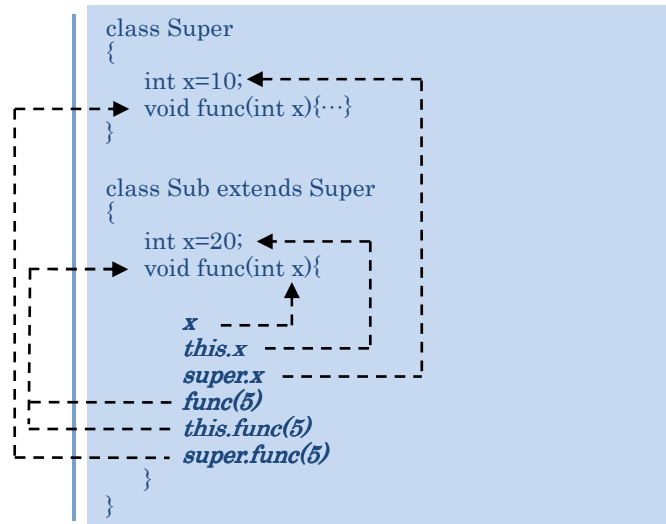 class Super
{
int x=10;
void func(int x){…}
}
class Sub extends Super
{
int x=20;
void func(int x){
x
this.x
super.x
func(5)
this.func(5)
super.func(5)
}
}